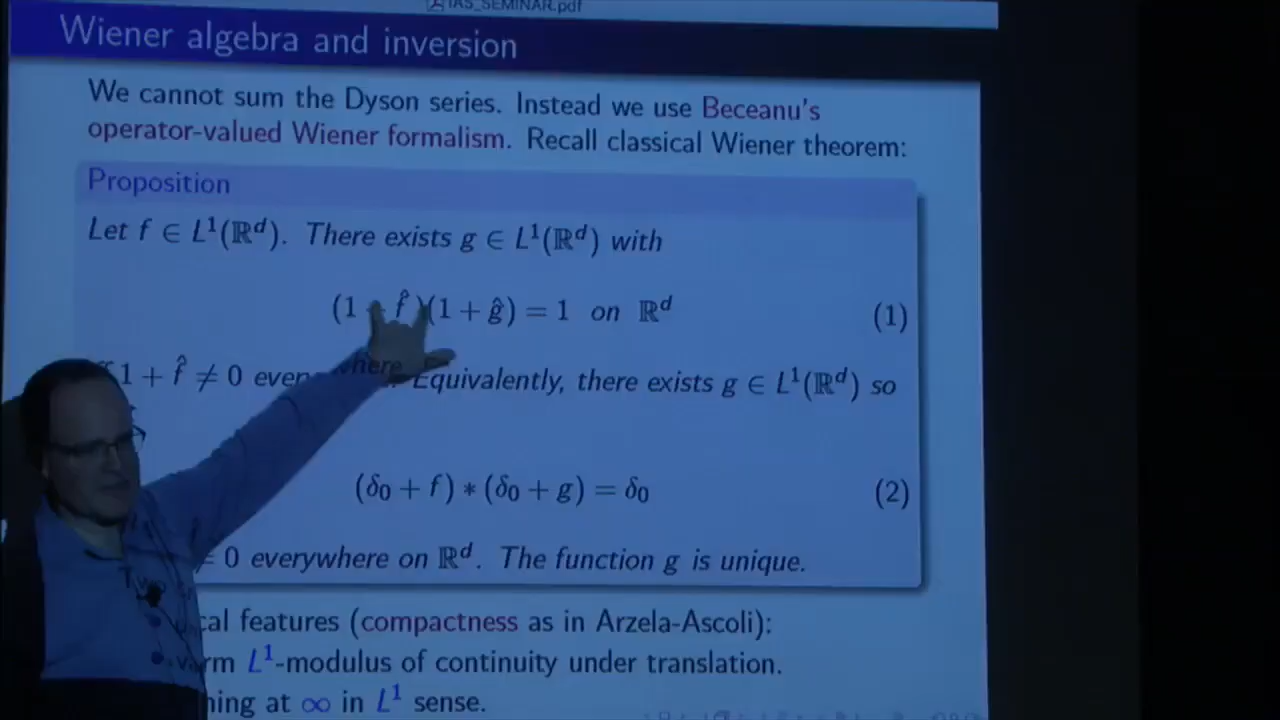 IAS_SEMINAR.pdf
Wiener algebra and inversion
We cannot sum the Dyson series. Instead we use Beceanu's
operator-valued Wiener formalism. Recall classical Wiener theorem:
Proposition
Let f ∈ L¹(ℝᵈ). There exists g ∈ L¹(ℝᵈ) with
(1 + f̂)(1 + ĝ) = 1 on ℝᵈ (1)
1 + f̂ ≠ 0 everywhere. Equivalently, there exists g ∈ L¹(ℝᵈ) so
(δ₀ + f) ∗ (δ₀ + g) = δ₀ (2)
0 everywhere on ℝᵈ. The function g is unique.
features (compactness as in Arzela-Ascoli):
L¹-modulus of continuity under translation.
at ∞ in L¹ sense.